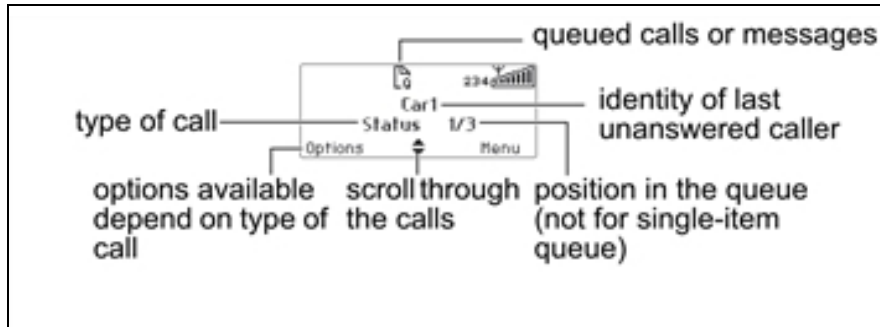 queued calls or messages
2346
Car1
identity of last
unanswered caller
type of call
Status 1/3
Options Menu
options available
depend on type of
call
scroll through
the calls
position in the queue
(not for single-item
queue)